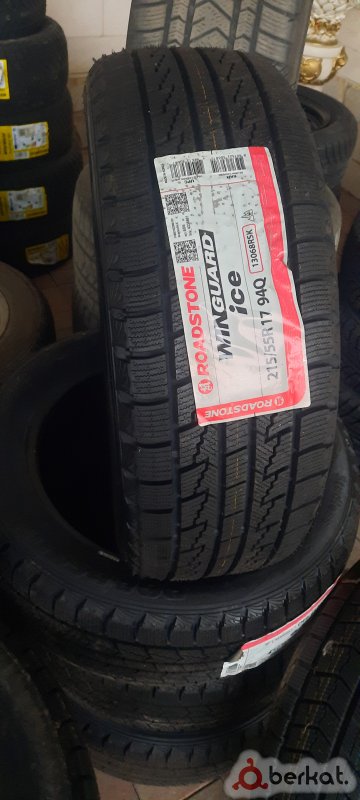 ROADSTONE
WINGUARD
ice
13068RSK
215/55R17 94Q
ROADSTONE
berkat.